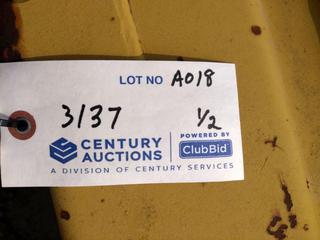 LOT NO A018
3137 1/2
CENTURY AUCTIONS
POWERED BY
ClubBid
A DIVISION OF CENTURY SERVICES